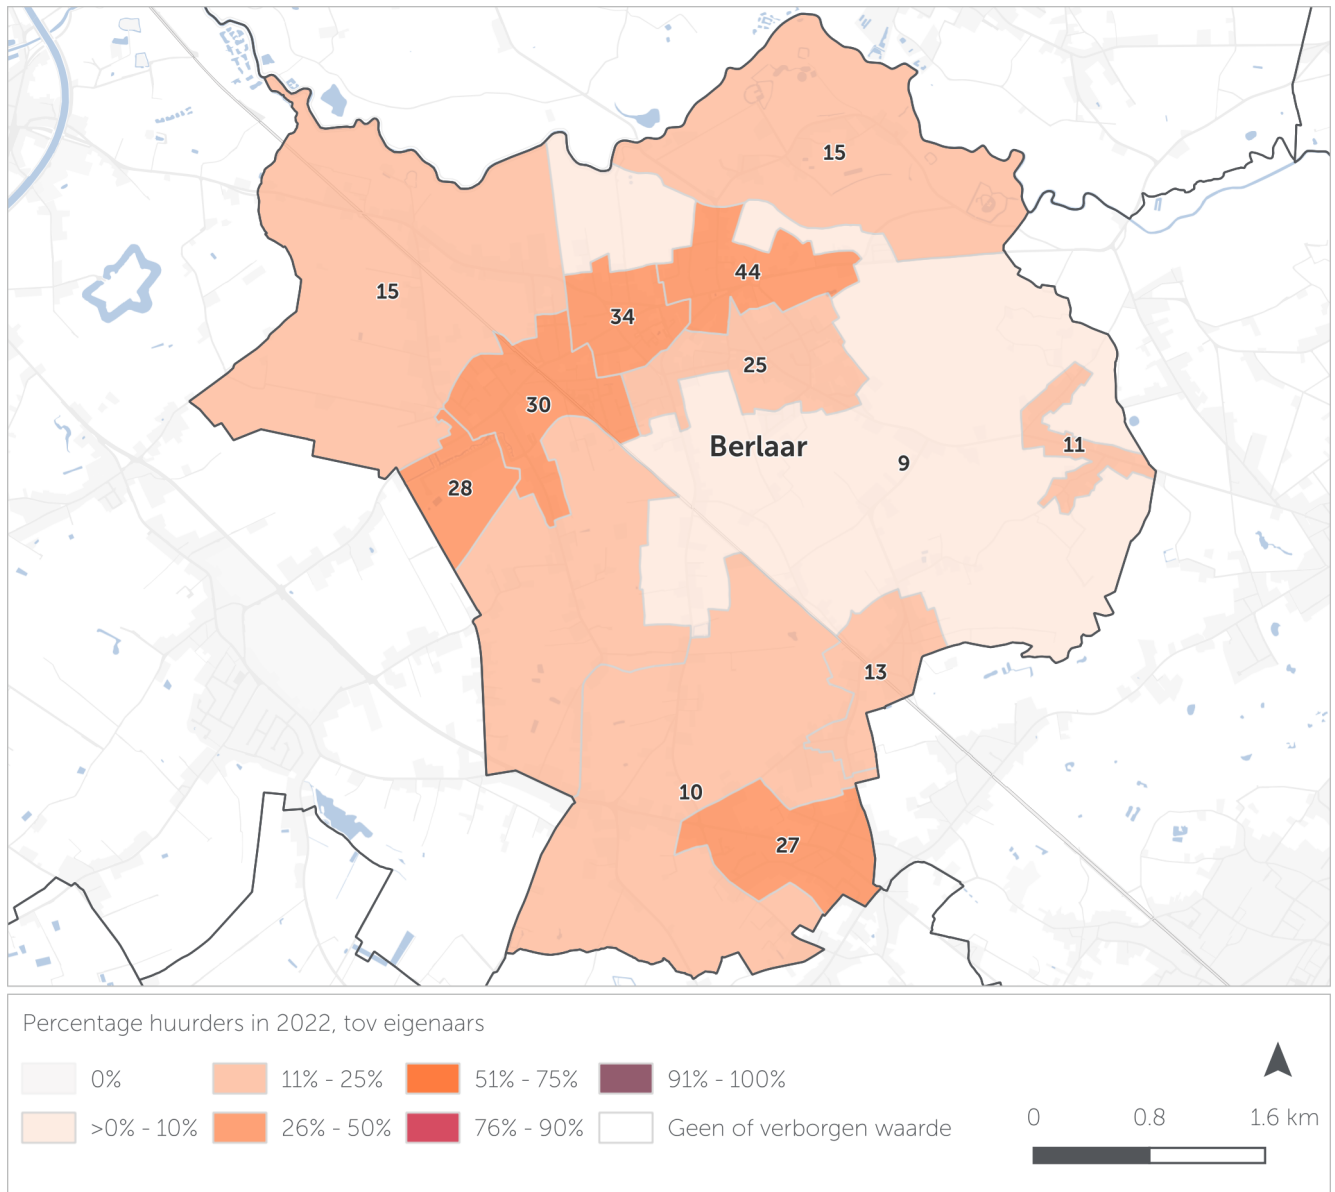 15
15
44
34
25
30
Berlaar
11
9
28
13
10
27
Percentage huurders in 2022, tov eigenaars
0%
11% - 25%
51% - 75%
91% - 100%
>0% - 10%
26% - 50%
76% - 90%
Geen of verborgen waarde
0 0.8 1.6 km